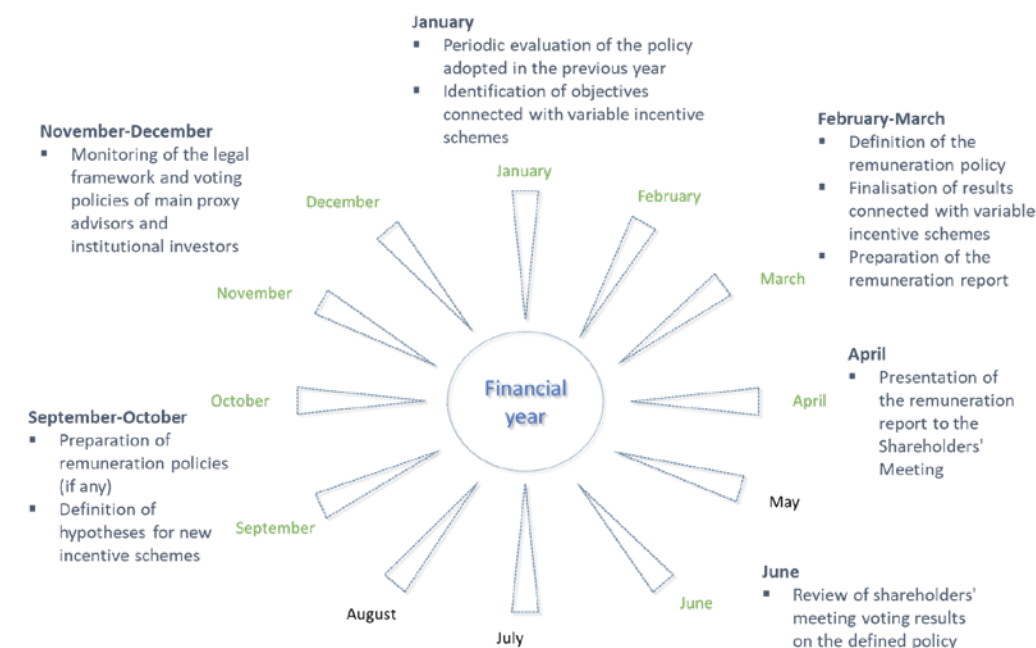 January
▪ Periodic evaluation of the policy
adopted in the previous year
▪ Identification of objectives
connected with variable incentive
schemes
February-March
▪ Definition of the
remuneration policy
▪ Finalisation of results
connected with variable
incentive schemes
▪ Preparation of the
remuneration report
November-December
▪ Monitoring of the legal
framework and voting
policies of main proxy
advisors and
institutional investors
January
February
December
March
November
April
▪ Presentation of
the remuneration
report to the
Shareholders'
Meeting
Financial
year
April
October
September-October
▪ Preparation of
remuneration policies
(if any)
▪ Definition of
hypotheses for new
incentive schemes
May
September
June
▪ Review of shareholders'
meeting voting results
on the defined policy
June
August
July